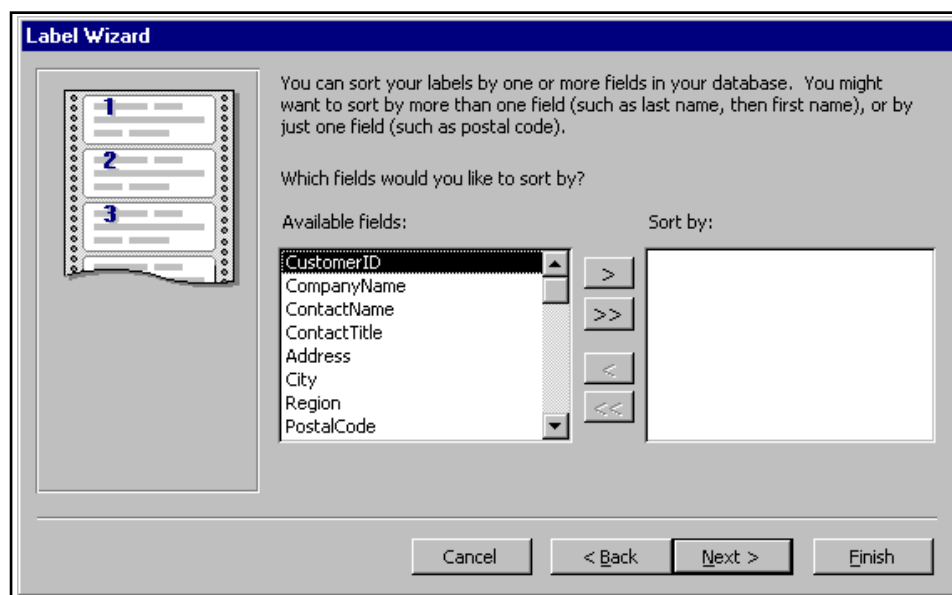 Label Wizard
1
2
3
You can sort your labels by one or more fields in your database. You might
want to sort by more than one field (such as last name, then first name), or by
just one field (such as postal code).
Which fields would you like to sort by?
Available fields:
Sort by:
CustomerID
CompanyName
ContactName
ContactTitle
Address
City
Region
PostalCode
>
>>
<
<<
Cancel
< Back
Next >
Finish